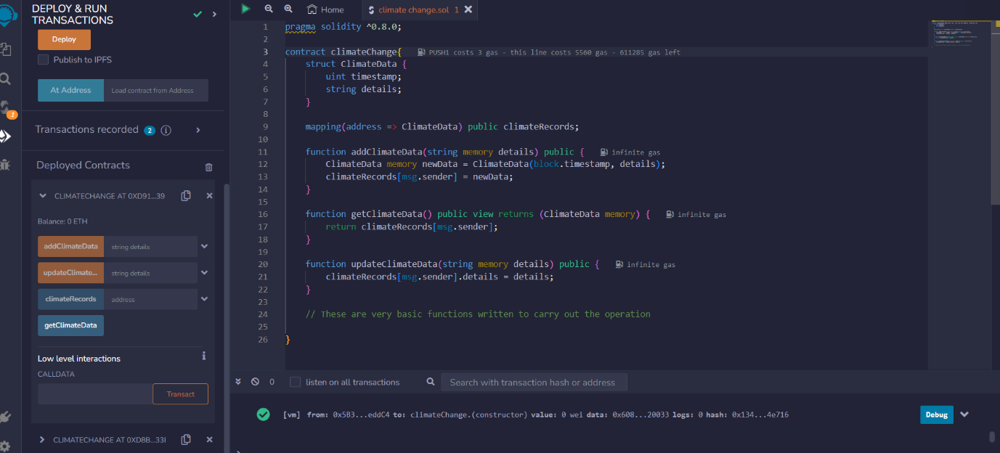 DEPLOY & RUN
TRANSACTIONS
Deploy
Publish to IPFS
At Address Load contract from Address
1
Transactions recorded 2 i
Deployed Contracts
CLIMATECHANGE AT 0XD91...39
Balance: 0 ETH
addClimateData string details
updateClimate... string details
climateRecords address
getClimateData
Low level interactions i
CALLDATA
Transact
CLIMATECHANGE AT 0XD8B...33I
Home climate change.sol 1
1 pragma solidity ^0.8.0;
2
3 contract climateChange{ PUSH1 costs 3 gas - this line costs 5560 gas - 611285 gas left
4 struct ClimateData {
5 uint timestamp;
6 string details;
7 }
8
9 mapping(address => ClimateData) public climateRecords;
10
11 function addClimateData(string memory details) public { infinite gas
12 ClimateData memory newData = ClimateData(block.timestamp, details);
13 climateRecords[msg.sender] = newData;
14 }
15
16 function getClimateData() public view returns (ClimateData memory) { infinite gas
17 return climateRecords[msg.sender];
18 }
19
20 function updateClimateData(string memory details) public { infinite gas
21 climateRecords[msg.sender].details = details;
22 }
23
24 // These are very basic functions written to carry out the operation
25
26 }
0 listen on all transactions Search with transaction hash or address
[vm] from: 0x5B3...eddC4 to: climateChange.(constructor) value: 0 wei data: 0x608...20033 logs: 0 hash: 0x134...4e716 Debug